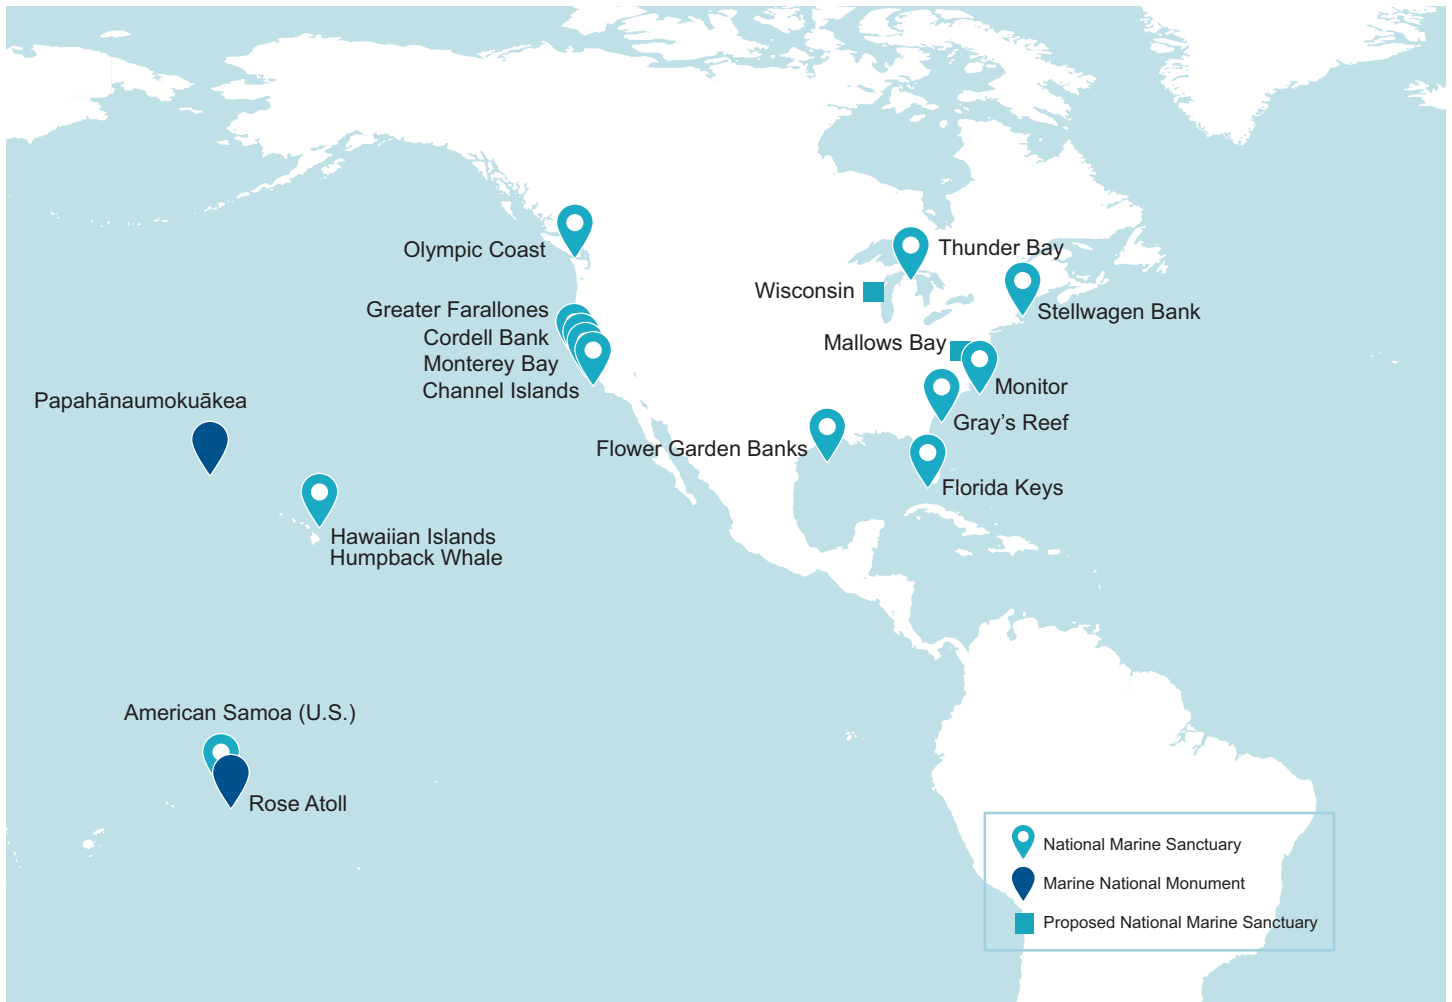 Olympic Coast
Thunder Bay
Wisconsin
Stellwagen Bank
Greater Farallones
Cordell Bank
Monterey Bay
Channel Islands
Mallows Bay
Monitor
Gray’s Reef
Papahānaumokuākea
Flower Garden Banks
Florida Keys
Hawaiian Islands
Humpback Whale
American Samoa (U.S.)
Rose Atoll
National Marine Sanctuary
Marine National Monument
Proposed National Marine Sanctuary